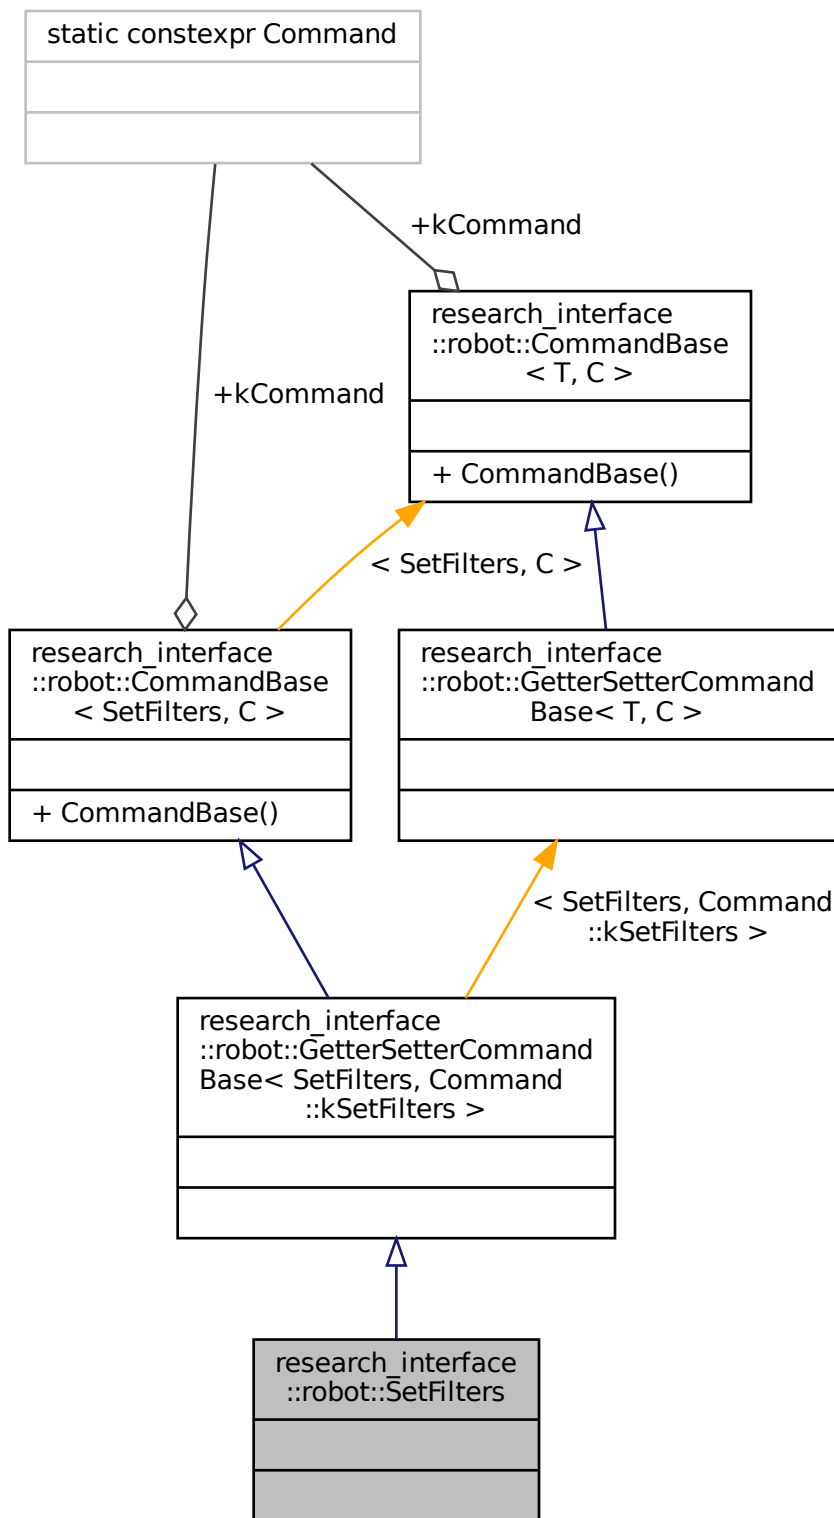 static constexpr Command
+kCommand
research_interface
::robot::CommandBase
< T, C >
+ CommandBase()
+kCommand
< SetFilters, C >
research_interface
::robot::CommandBase
< SetFilters, C >
+ CommandBase()
research_interface
::robot::GetterSetterCommand
Base< T, C >
< SetFilters, Command
::kSetFilters >
research_interface
::robot::GetterSetterCommand
Base< SetFilters, Command
::kSetFilters >
research_interface
::robot::SetFilters